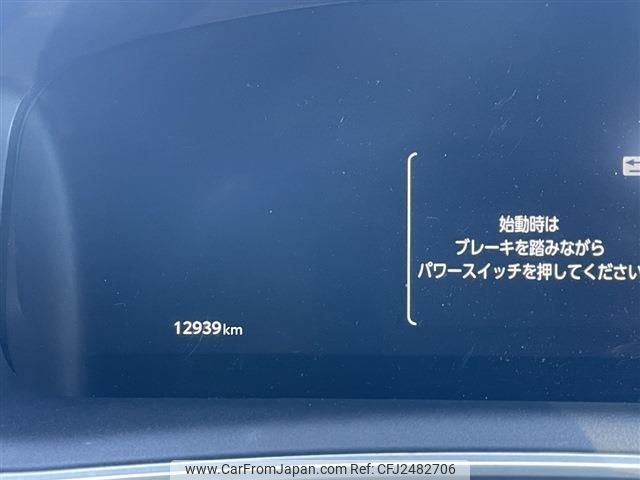 始動時は
ブレーキを踏みながら
パワースイッチを押してください
12939km
www.CarFromJapan.com for CFJ2482706